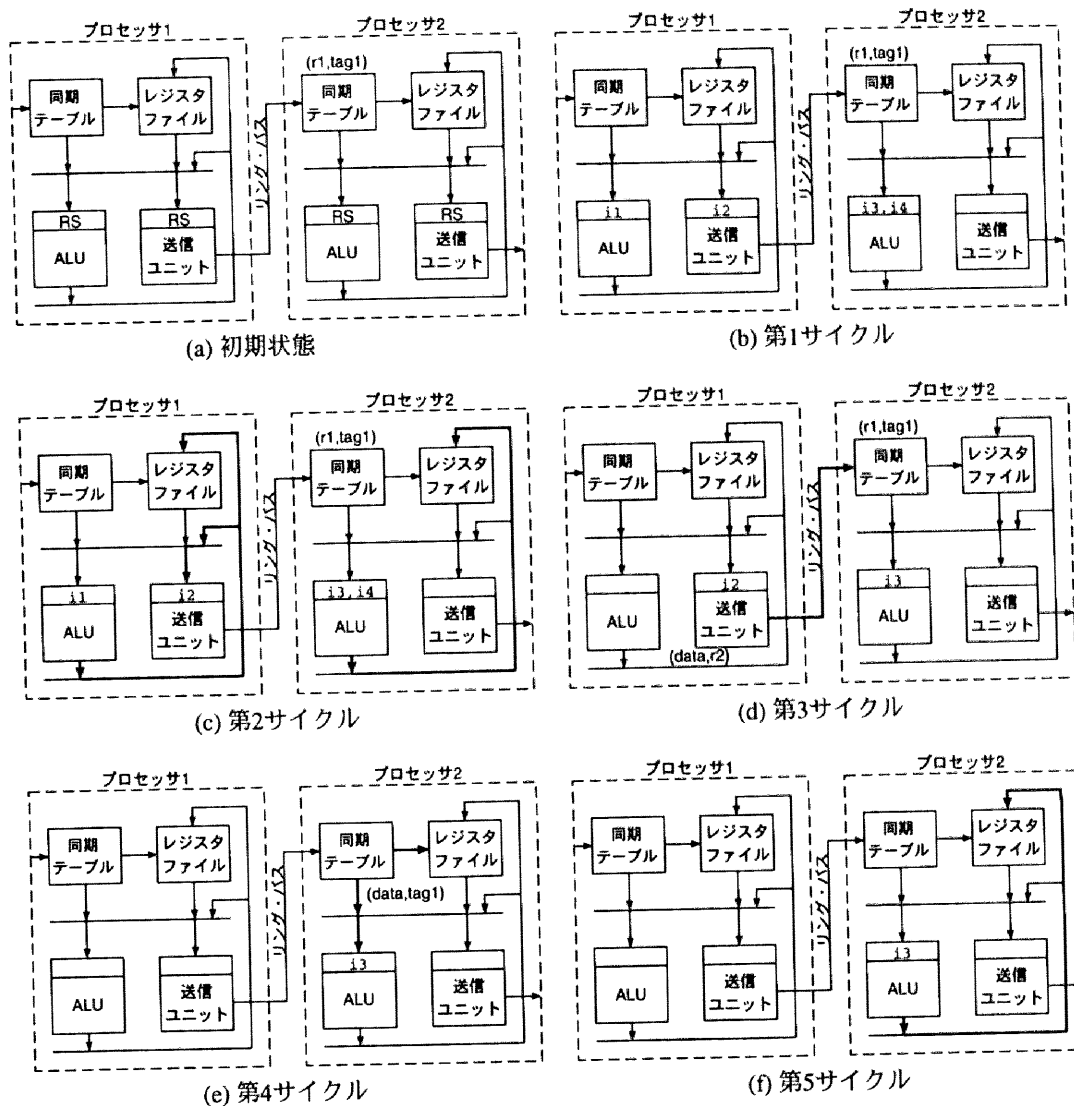 プロセッサ1
プロセッサ2
同期
テーブル
レジスタ
ファイル
RS
ALU
RS
送信
ユニット
リング・バス
(r1,tag1)
同期
テーブル
レジスタ
ファイル
RS
ALU
RS
送信
ユニット
(a) 初期状態
プロセッサ1
プロセッサ2
同期
テーブル
レジスタ
ファイル
i1
ALU
i2
送信
ユニット
リング・バス
(r1,tag1)
同期
テーブル
レジスタ
ファイル
i3,i4
ALU
送信
ユニット
(b) 第1サイクル
プロセッサ1
プロセッサ2
同期
テーブル
レジスタ
ファイル
i1
ALU
i2
送信
ユニット
リング・バス
(r1,tag1)
同期
テーブル
レジスタ
ファイル
i3,i4
ALU
送信
ユニット
(c) 第2サイクル
プロセッサ1
プロセッサ2
同期
テーブル
レジスタ
ファイル
ALU
i2
送信
ユニット
(data,r2)
リング・バス
(r1,tag1)
同期
テーブル
レジスタ
ファイル
i3
ALU
送信
ユニット
(d) 第3サイクル
プロセッサ1
プロセッサ2
同期
テーブル
レジスタ
ファイル
ALU
送信
ユニット
リング・バス
同期
テーブル
レジスタ
ファイル
(data,tag1)
i3
ALU
送信
ユニット
(e) 第4サイクル
プロセッサ1
プロセッサ2
同期
テーブル
レジスタ
ファイル
ALU
送信
ユニット
リング・バス
同期
テーブル
レジスタ
ファイル
i3
ALU
送信
ユニット
(f) 第5サイクル